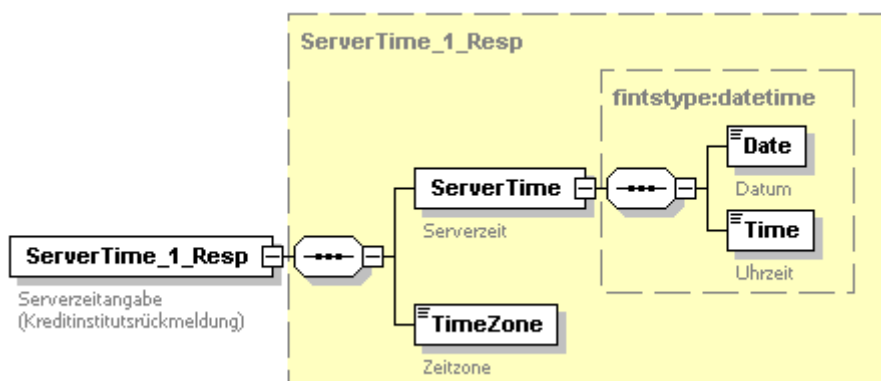 ServerTime_1_Resp
fintstype:datetime
Date
Datum
ServerTime
Serverzeit
Time
Uhrzeit
ServerTime_1_Resp
Serverzeitangabe
(Kreditinstitutsrückmeldung)
TimeZone
Zeitzone